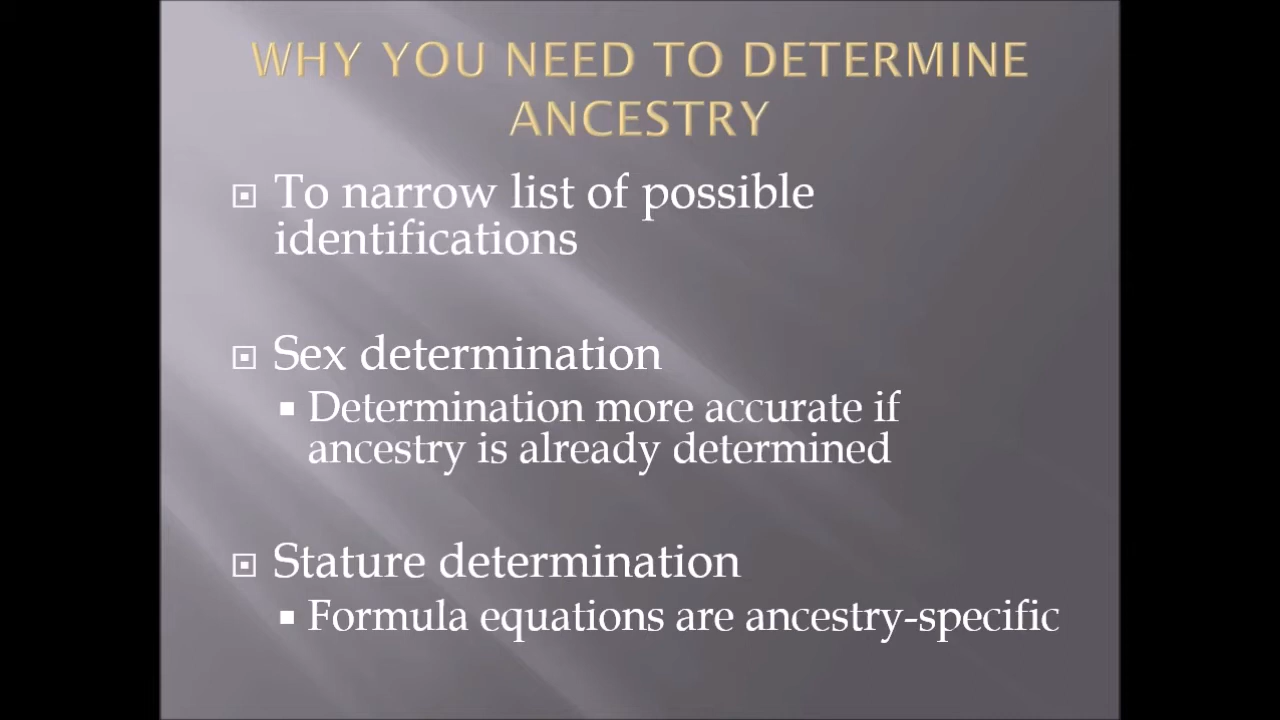 WHY YOU NEED TO DETERMINE
ANCESTRY
To narrow list of possible
identifications
Sex determination
Determination more accurate if
ancestry is already determined
Stature determination
Formula equations are ancestry-specific